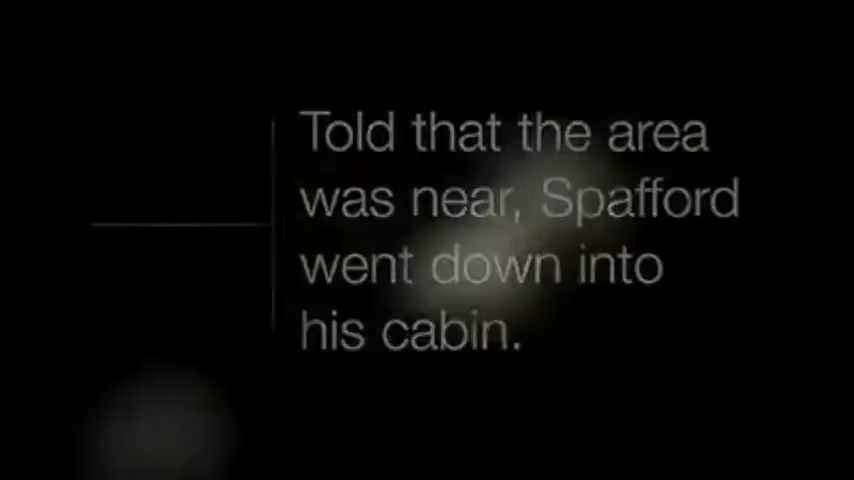 Told that the area
was near, Spafford
went down into
his cabin.